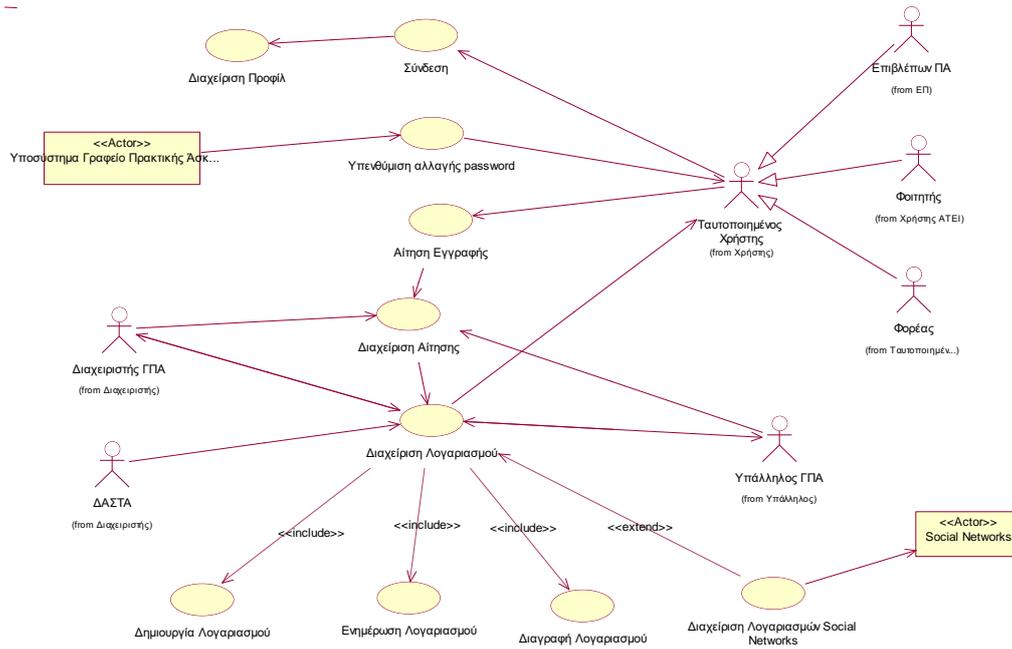 Διαχείριση Προφίλ
Σύνδεση
Επιβλέπων ΠΑ
(from ΕΠ)
<<Actor>>
Υποσύστημα Γραφείο Πρακτικής Άσκ...
Υπενθύμιση αλλαγής password
Φοιτητής
(from Χρήστης ΑΤΕΙ)
Ταυτοποιημένος
Χρήστης
(from Χρήστης)
Αίτηση Εγγραφής
Φορέας
(from Ταυτοποιημέν...)
Διαχείριση Αίτησης
Διαχειριστής ΓΠΑ
(from Διαχειριστής)
Διαχείριση Λογαριασμού
Υπάλληλος ΓΠΑ
(from Υπάλληλος)
ΔΑΣΤΑ
(from Διαχειριστής)
<<include>>
<<include>>
<<include>>
<<extend>>
<<Actor>>
Social Networks
Δημιουργία Λογαριασμού
Ενημέρωση Λογαριασμού
Διαγραφή Λογαριασμού
Διαχείριση Λογαριασμών Social
Networks